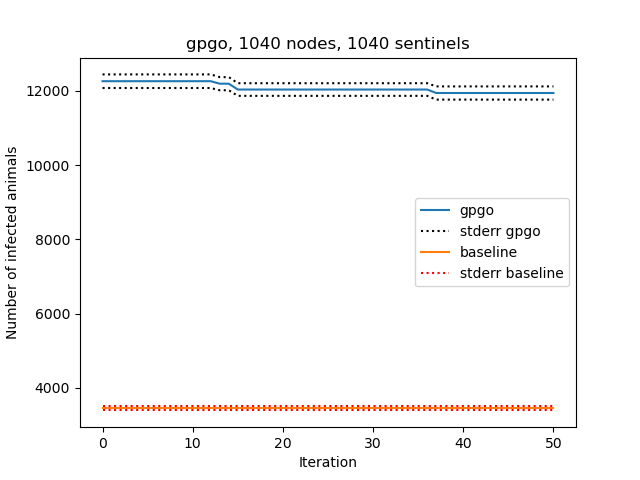 gpgo, 1040 nodes, 1040 sentinels
Number of infected animals
12000
10000
8000
6000
4000
gpgo
stderr gpgo
baseline
stderr baseline
0 10 20 30 40 50
Iteration